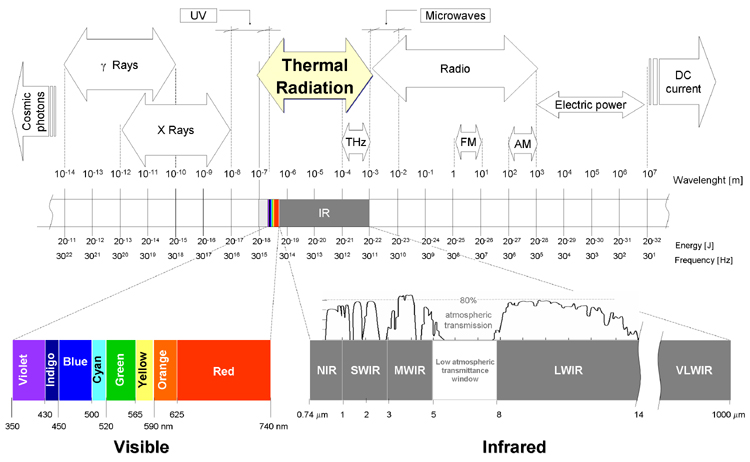 UV
Microwaves
γ Rays
Thermal
Radiation
Radio
DC
current
Cosmic
photons
X Rays
Electric power
THz
FM
AM
10⁻¹⁴ 10⁻¹³ 10⁻¹² 10⁻¹¹ 10⁻¹⁰ 10⁻⁹ 10⁻⁸ 10⁻⁷ 10⁻⁶ 10⁻⁵ 10⁻⁴ 10⁻³ 10⁻² 1 10 10² 10³ 10⁴ 10⁵ 10⁶ 10⁷ Wavelenght [m]
IR
20⁻¹¹ 20⁻¹² 20⁻¹³ 20⁻¹⁴ 20⁻¹⁵ 20⁻¹⁶ 20⁻¹⁷ 20⁻¹⁸ 20⁻¹⁹ 20⁻²⁰ 20⁻²¹ 20⁻²² 20⁻²³ 20⁻²⁴ 20⁻²⁵ 20⁻²⁶ 20⁻²⁷ 20⁻²⁸ 20⁻²⁹ 20⁻³⁰ 20⁻³¹ 20⁻³² Energy [J]
30²² 30²¹ 30²⁰ 30¹⁹ 30¹⁸ 30¹⁷ 30¹⁶ 30¹⁵ 30¹⁴ 30¹³ 30¹² 30¹¹ 30¹⁰ 30⁹ 30⁸ 30⁷ 30⁶ 30⁵ 30⁴ 30³ 30² 30¹ Frequency [Hz]
80%
atmospheric
transmission
Violet
Indigo
Blue
Cyan
Green
Yellow
Orange
Red
350 430 450 500 520 565 590 nm 625 740 nm
Visible
NIR
SWIR
MWIR
Low atmospheric
transmittance
window
LWIR
VLWIR
0.74 μm 1 2 3 5 8 14 1000 μm
Infrared